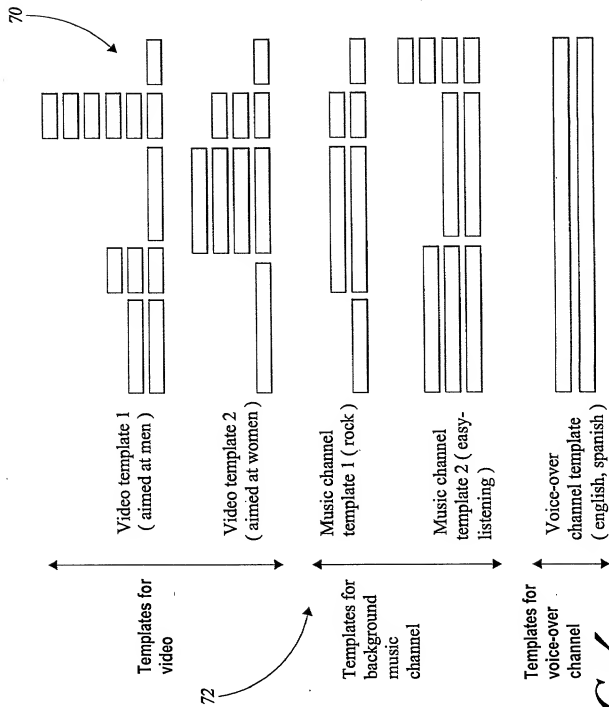 70
Video template 1
( aimed at men )
Video template 2
( aimed at women )
Music channel
template 1 ( rock )
Music channel
template 2 ( easy-
listening )
Voice-over
channel template
( english, spanish )
Templates for
video
Templates for
background
music
channel
Templates for
voice-over
channel
72